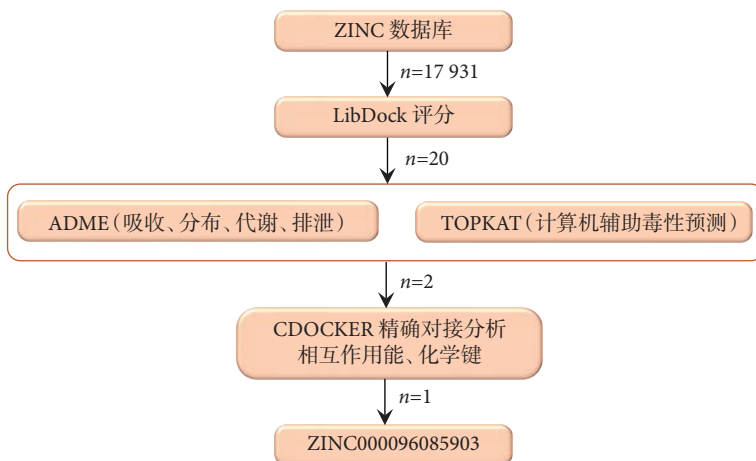 ZINC 数据库
n=17 931
LibDock 评分
n=20
ADME（吸收、分布、代谢、排泄）
TOPKAT（计算机辅助毒性预测）
n=2
CDOCKER 精确对接分析
相互作用能、化学键
n=1
ZINC000096085903